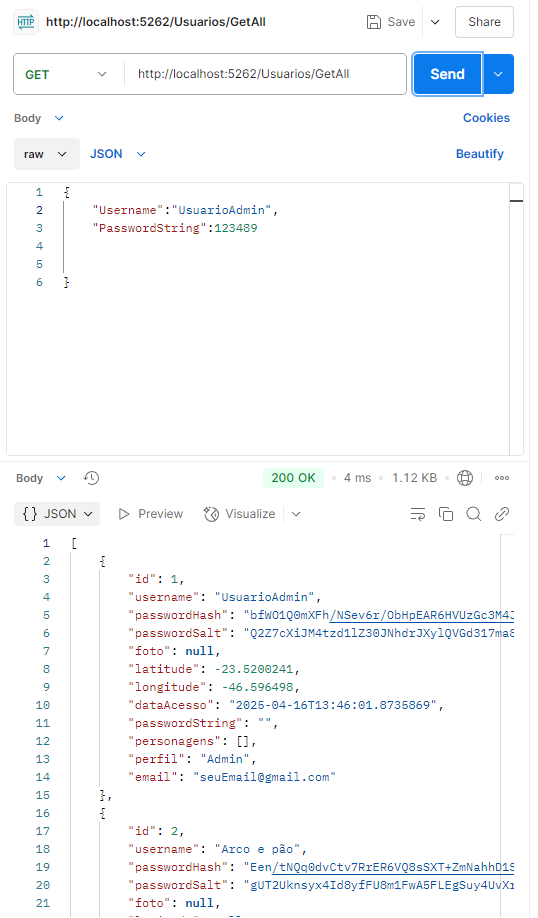 HTTP http://localhost:5262/Usuarios/GetAll Save Share
GET http://localhost:5262/Usuarios/GetAll Send
Body Cookies
raw JSON Beautify
1 {
2 "Username":"UsuarioAdmin",
3 "PasswordString":123489
4
5
6 }
Body 200 OK • 4 ms • 1.12 KB
{} JSON Preview Visualize
1 [
2 {
3 "id": 1,
4 "username": "UsuarioAdmin",
5 "passwordHash": "bfWO1Q0mXFh/NSev6r/ObHpEAR6HVUzGc3M4J
6 "passwordSalt": "Q2Z7cXiJM4tzd1lZ30JNhdrJXylQVGd317ma8
7 "foto": null,
8 "latitude": -23.5200241,
9 "longitude": -46.596498,
10 "dataAcesso": "2025-04-16T13:46:01.8735869",
11 "passwordString": "",
12 "personagens": [],
13 "perfil": "Admin",
14 "email": "seuEmail@gmail.com"
15 },
16 {
17 "id": 2,
18 "username": "Arco e pão",
19 "passwordHash": "Een/tNQq0dvCtv7RrER6VQ8sSXT+ZmNahhD1S
20 "passwordSalt": "gUT2Uknsyx4Id8yfFU8m1FwA5FLEgSuy4UvXr
21 "foto": null,